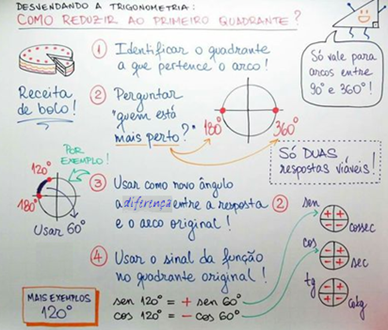 DESVENDANDO A TRIGONOMETRIA:
COMO REDUZIR AO PRIMEIRO QUADRANTE?
Receita
de bolo!
① Identificar o quadrante
a que pertence o arco!
Só vale para
arcos entre
90° e 360°!
② Perguntar
"quem está
mais perto?"
180°
360°
Só DUAS
respostas viáveis!
POR
EXEMPLO!
120°
180°
Usar 60°
③ Usar como novo ângulo
a diferença entre a resposta ②
e o arco original!
④ Usar o sinal da função
no quadrante original!
sen 120° = + sen 60°
cos 120° = - cos 60°
MAIS EXEMPLOS
120°
sen
+ +
- -
cossec
cos
- +
- +
sec
tg
- +
+ -
cotg